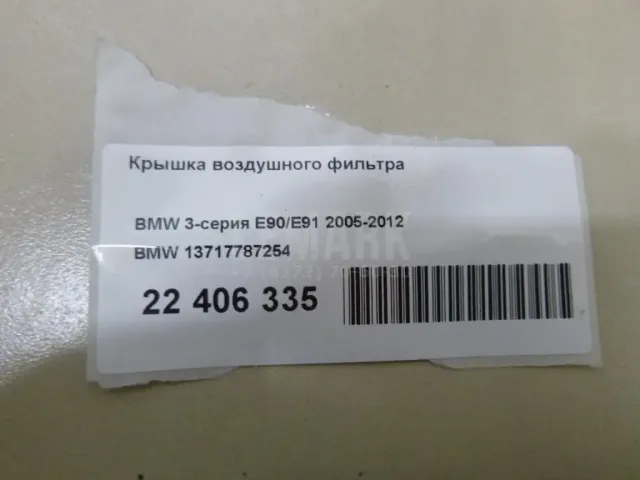 Крышка воздушного фильтра
BMW 3-серия E90/E91 2005-2012
BMW 13717787254
22 406 335